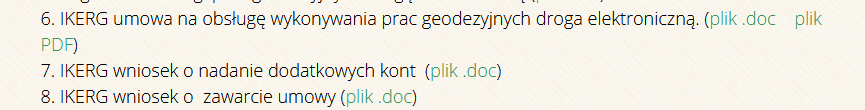 6. IKERG umowa na obsługę wykonywania prac geodezyjnych droga elektroniczną. (plik .doc plik
PDF)
7. IKERG wniosek o nadanie dodatkowych kont (plik .doc)
8. IKERG wniosek o zawarcie umowy (plik .doc)